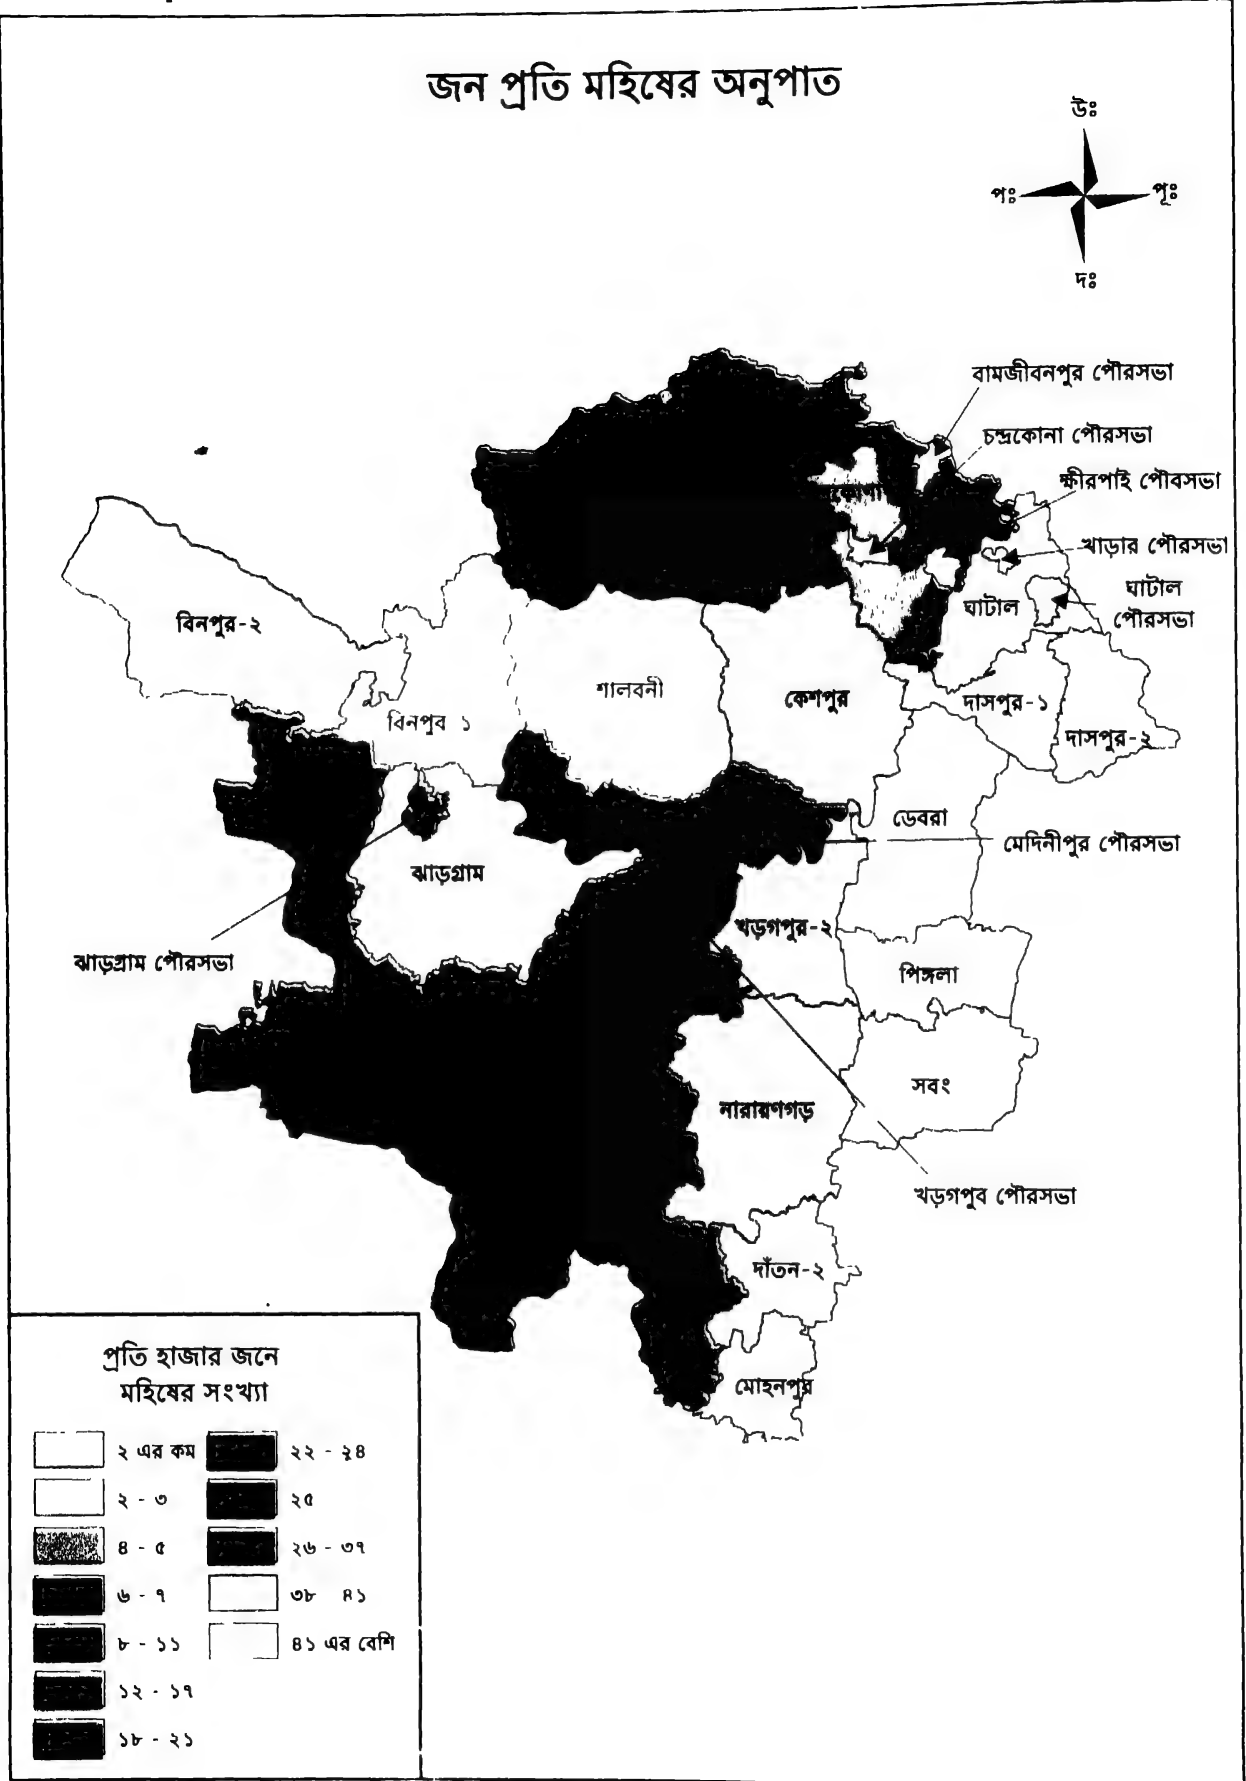 জন প্রতি মহিষের অনুপাত
উঃ
পঃ
পূঃ
দঃ
বামজীবনপুর পৌরসভা
চন্দ্রকোনা পৌরসভা
ক্ষীরপাই পৌবসভা
খাড়ার পৌরসভা
ঘাটাল
পৌরসভা
ঘাটাল
বিনপুর-২
বিনপুব ১
শালবনী
কেশপুর
দাসপুর-১
দাসপুর-২
ডেবরা
মেদিনীপুর পৌরসভা
ঝাড়গ্রাম
খড়গপুর-২
ঝাড়গ্রাম পৌরসভা
পিঙ্গলা
সবং
নারায়ণগড়
খড়গপুব পৌরসভা
দাঁতন-২
মোহনপুর
প্রতি হাজার জনে
মহিষের সংখ্যা
২ এর কম
২২ - ২৪
২ - ৩
২৫
৪ - ৫
২৬ - ৩৭
৬ - ৭
৩৮ ৪১
৮ - ১১
৪১ এর বেশি
১২ - ১৭
১৮ - ২১